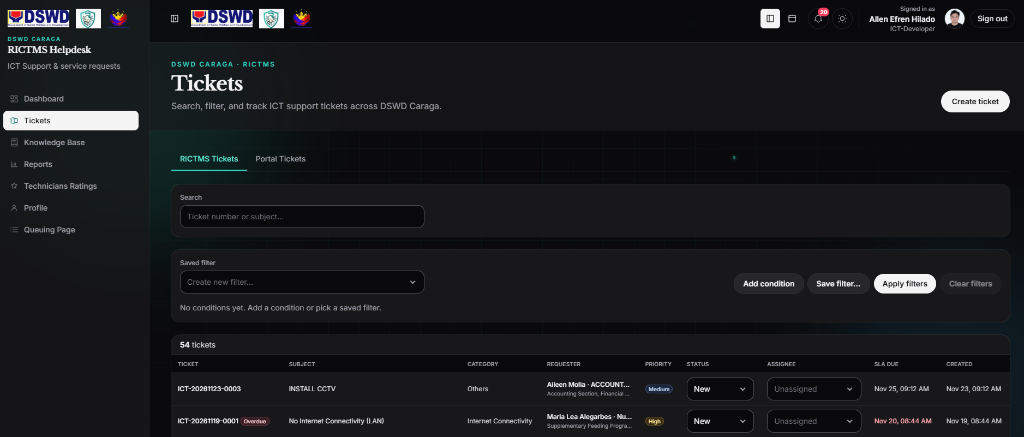 DSWD
DSWD
DSWD CARAGA
RICTMS Helpdesk
ICT Support & service requests
Dashboard
Tickets
Knowledge Base
Reports
Technicians Ratings
Profile
Queuing Page
20
Signed in as
Allen Efren Hilado
ICT-Developer
Sign out
DSWD CARAGA · RICTMS
Tickets
Search, filter, and track ICT support tickets across DSWD Caraga.
Create ticket
RICTMS Tickets Portal Tickets
Search
Ticket number or subject...
Saved filter
Create new filter...
Add condition Save filter... Apply filters Clear filters
No conditions yet. Add a condition or pick a saved filter.
54 tickets
TICKET SUBJECT CATEGORY REQUESTER PRIORITY STATUS ASSIGNEE SLA DUE CREATED
ICT-20261123-0003 INSTALL CCTV Others Aileen Molia · ACCOUNT... Medium New Unassigned Nov 25, 09:12 AM Nov 23, 09:12 AM
Accounting Section, Financial ...
ICT-20261119-0001 Overdue No Internet Connectivity (LAN) Internet Connectivity Maria Lea Alegarbes · Nu... High New Unassigned Nov 20, 08:44 AM Nov 19, 08:44 AM
Supplementary Feeding Progra...